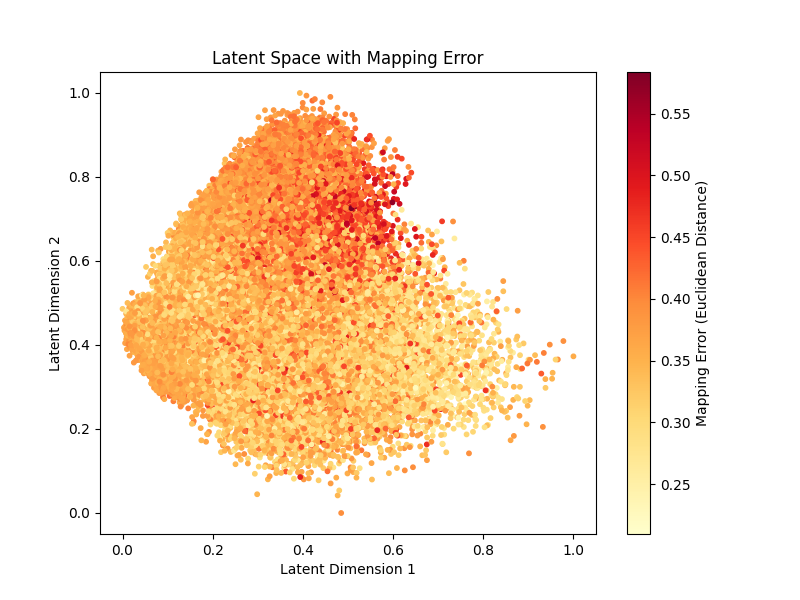 Latent Space with Mapping Error
1.0
0.8
0.6
0.4
0.2
0.0
Latent Dimension 2
0.0 0.2 0.4 0.6 0.8 1.0
Latent Dimension 1
0.55
0.50
0.45
0.40
0.35
0.30
0.25
Mapping Error (Euclidean Distance)